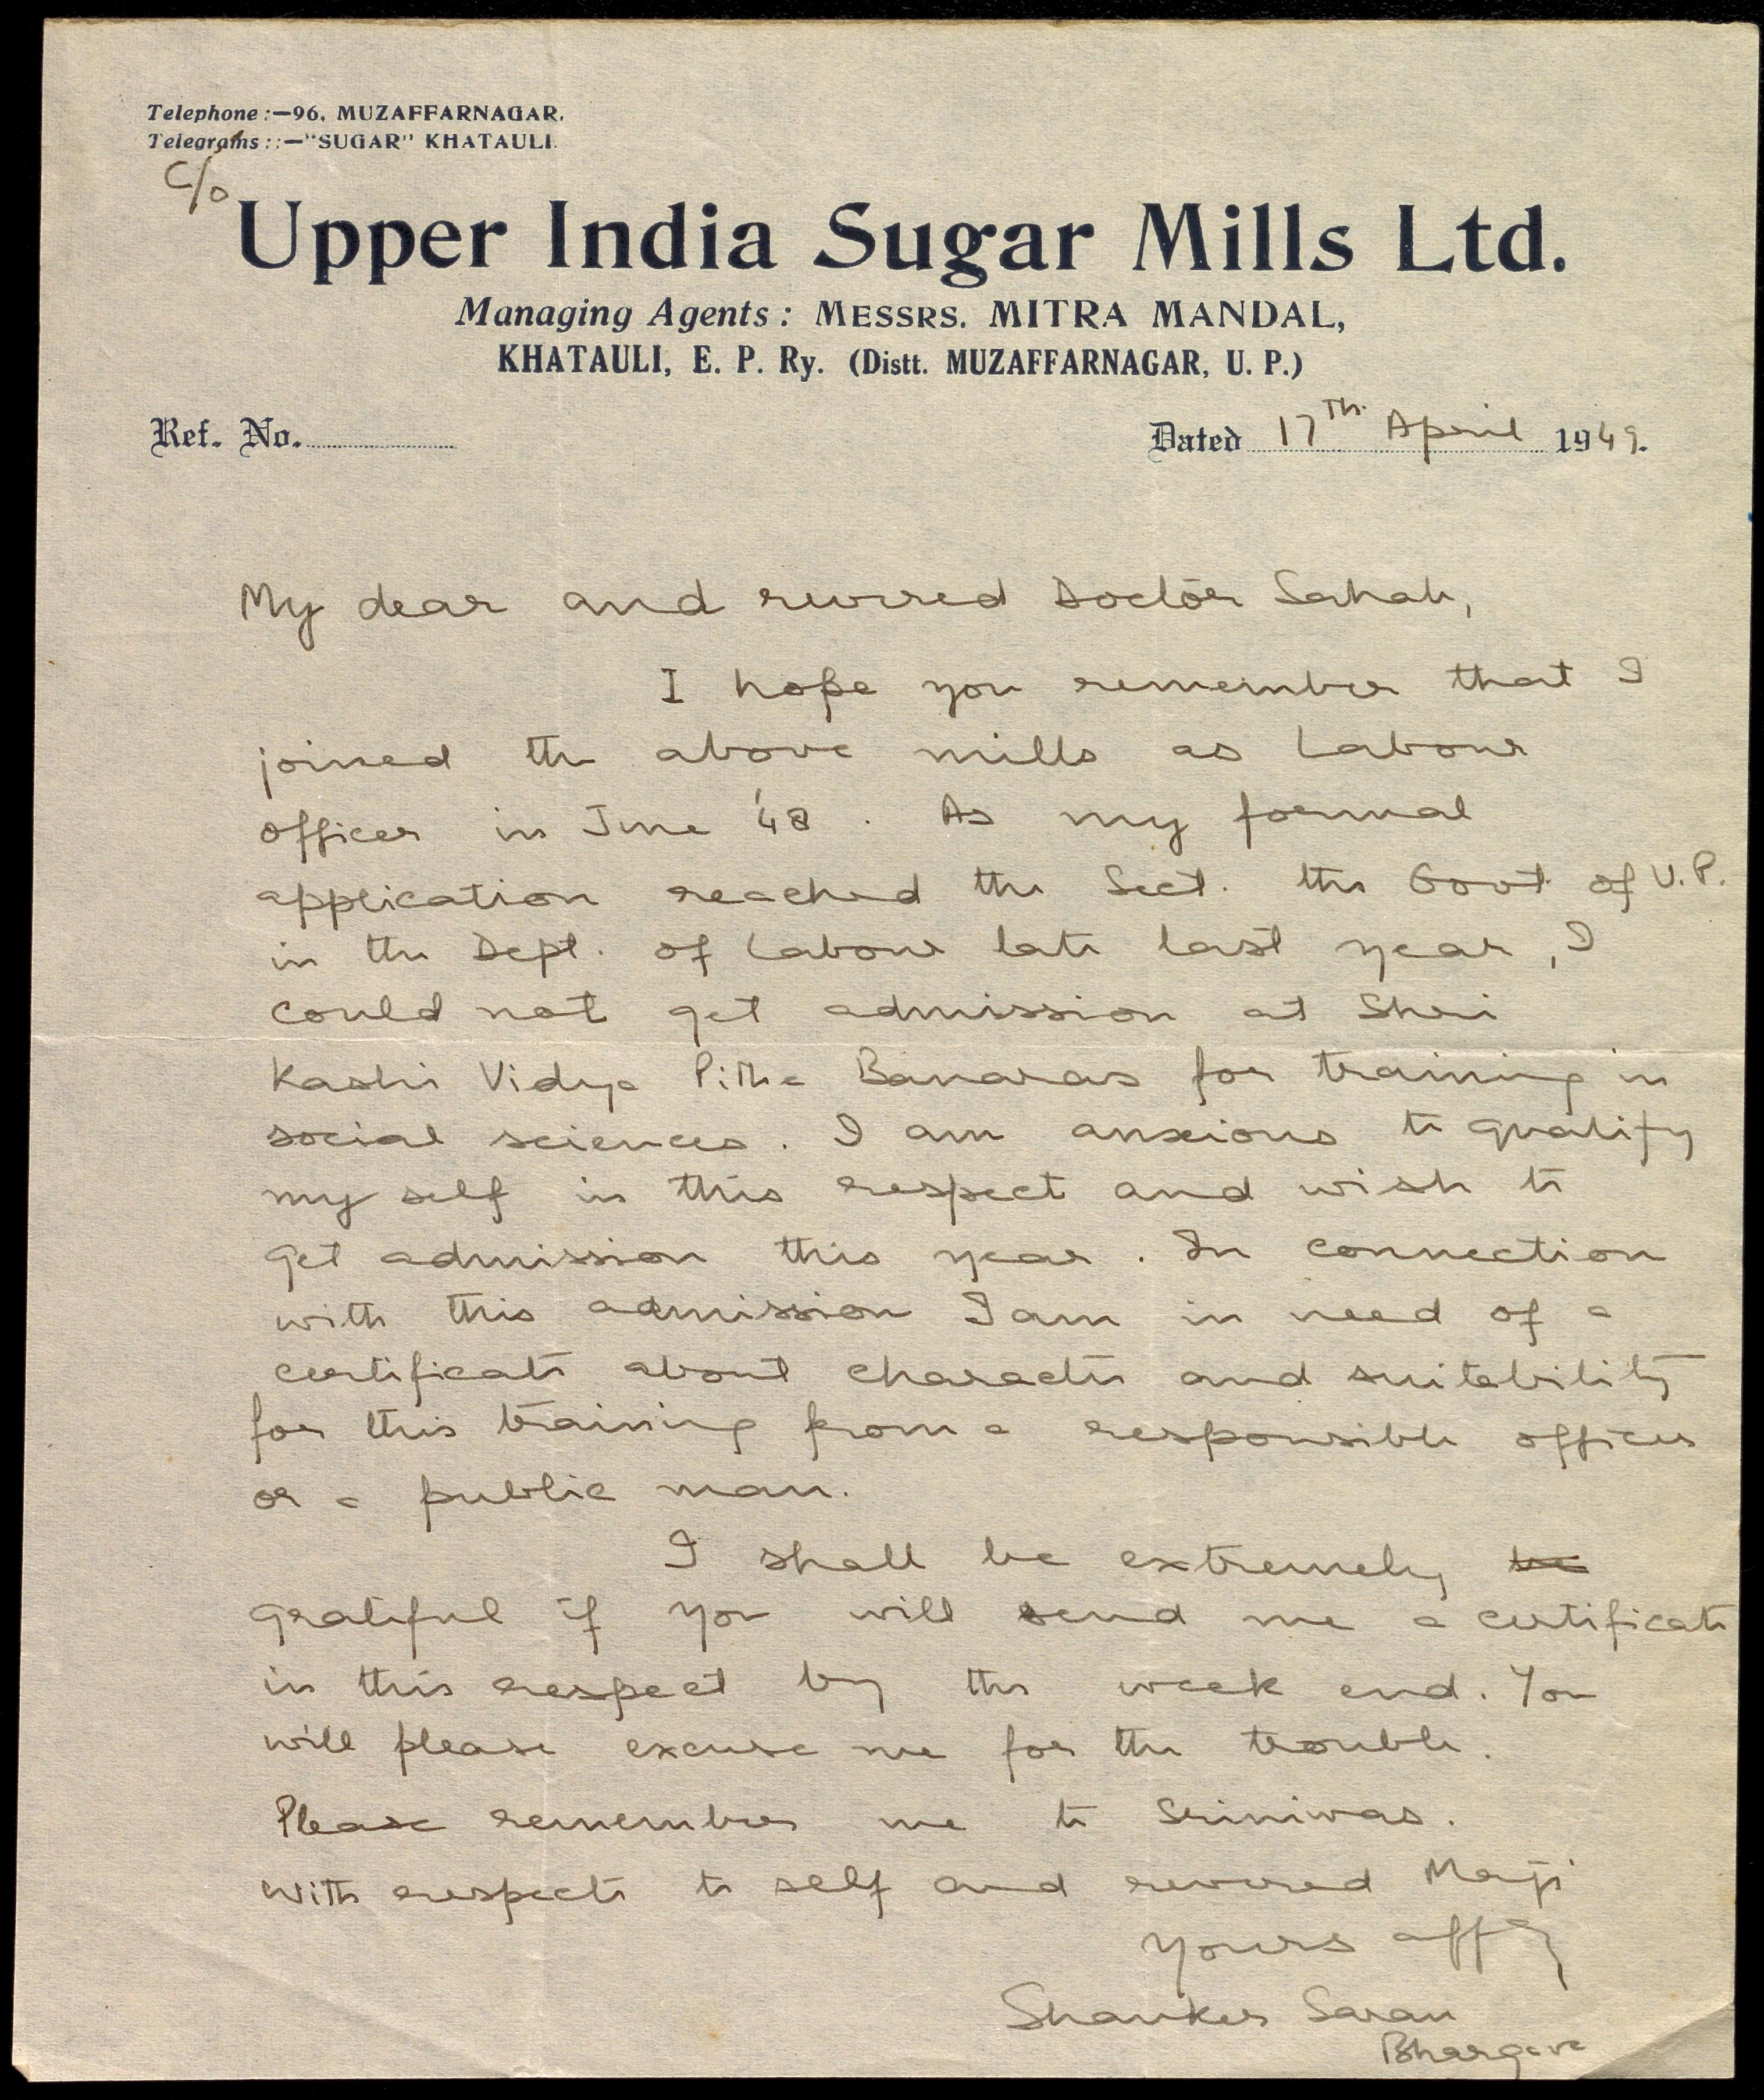 Telephone :—96, MUZAFFARNAGAR.
Telegrams : :—"SUGAR" KHATAULI.
C/o
Upper India Sugar Mills Ltd.
Managing Agents : MESSRS. MITRA MANDAL,
KHATAULI, E. P. Ry. (Distt. MUZAFFARNAGAR, U. P.)
Ref. No.
Dated 17th April 1949.
My dear and revered Doctor Sahab,
I hope you remember that I
joined the above mills as Labour
officer in June '48. As my formal
application reached the Sect. the Govt of U.P.
in the Dept. of Labour late last year, I
could not get admission at Shri
Kashi Vidya Pitha Banaras for training in
social sciences. I am anxious to qualify
my self in this respect and wish to
get admission this year. In connection
with this admission I am in need of a
certificate about character and suitability
for this training from a responsible officer
or a public man.
I shall be extremely be
grateful if you will send me a certificate
in this respect by the week end. You
will please excuse me for the trouble.
Please remember me to Sriniwas.
With respects to self and revered Maji
Yours affly
Shanker Saran
Bhargava